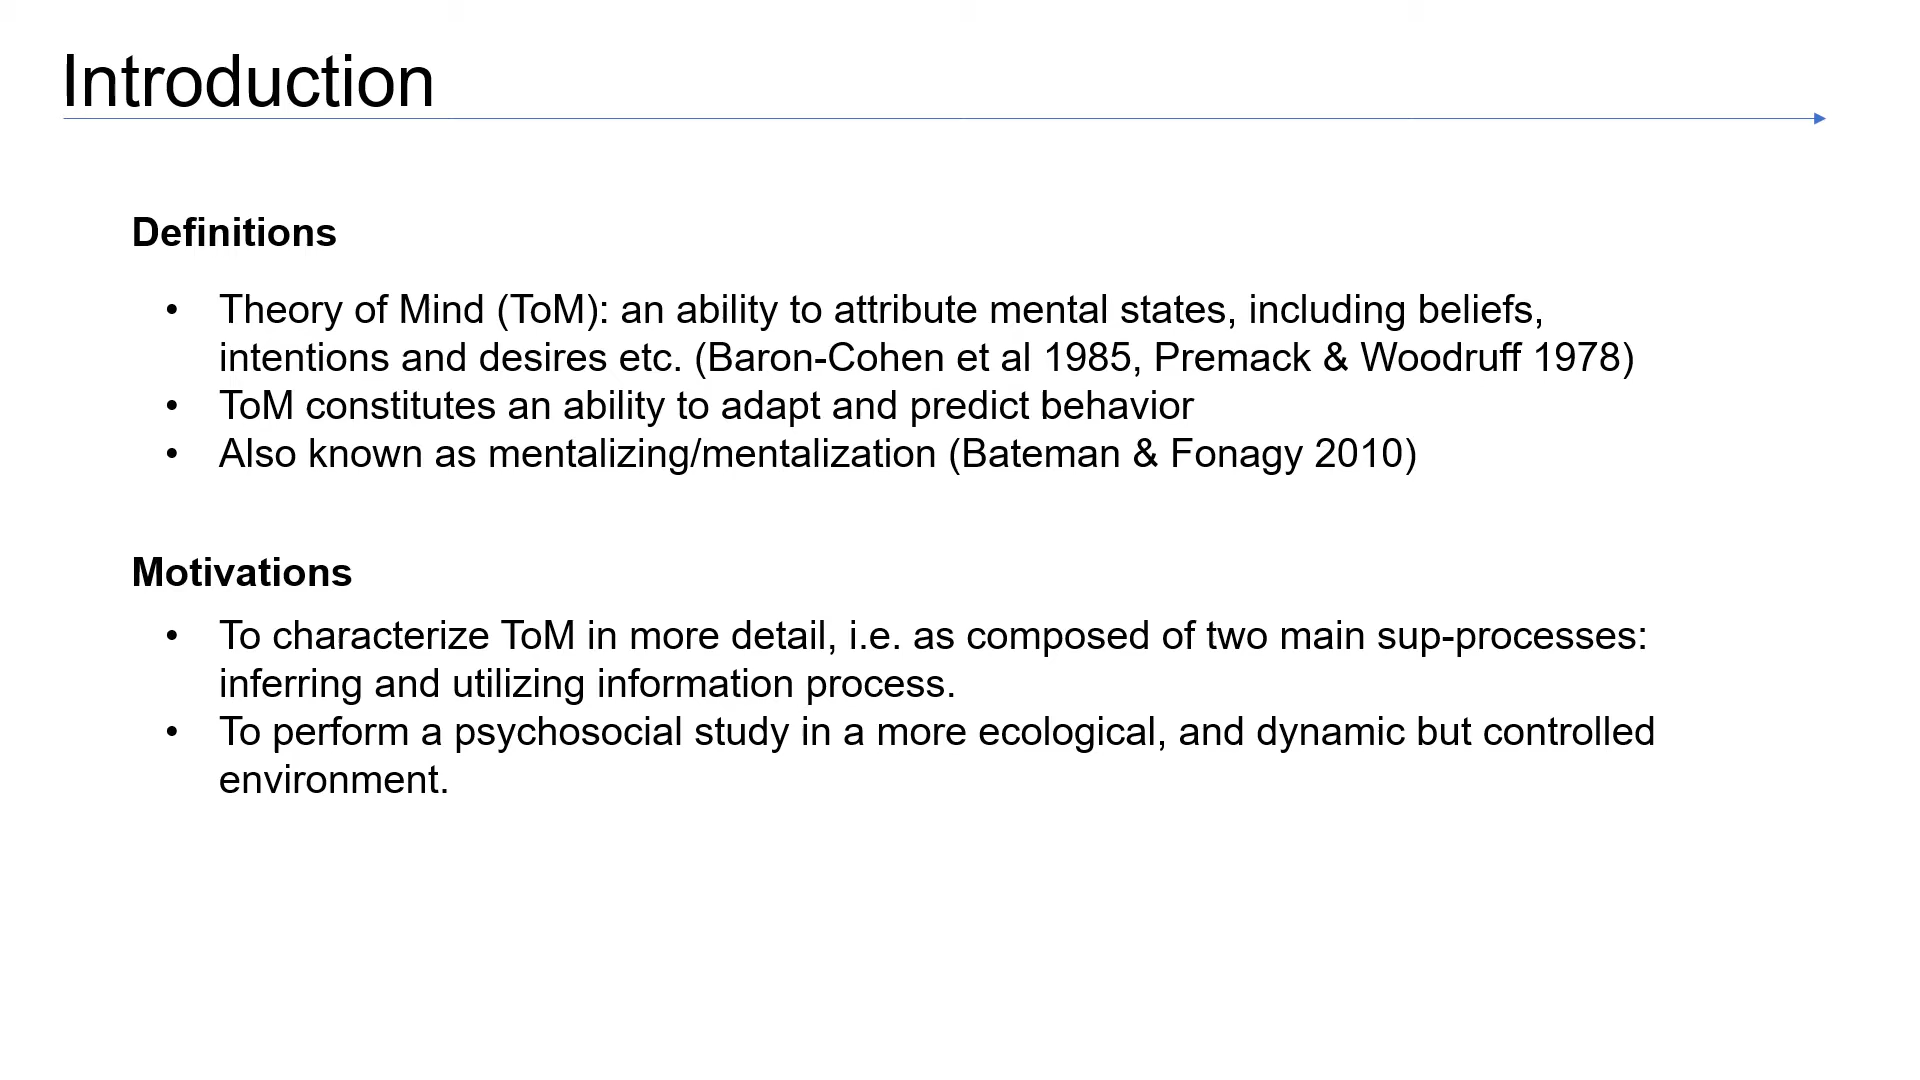 Introduction
Definitions
• Theory of Mind (ToM): an ability to attribute mental states, including beliefs,
intentions and desires etc. (Baron-Cohen et al 1985, Premack & Woodruff 1978)
• ToM constitutes an ability to adapt and predict behavior
• Also known as mentalizing/mentalization (Bateman & Fonagy 2010)
Motivations
• To characterize ToM in more detail, i.e. as composed of two main sup-processes:
inferring and utilizing information process.
• To perform a psychosocial study in a more ecological, and dynamic but controlled
environment.